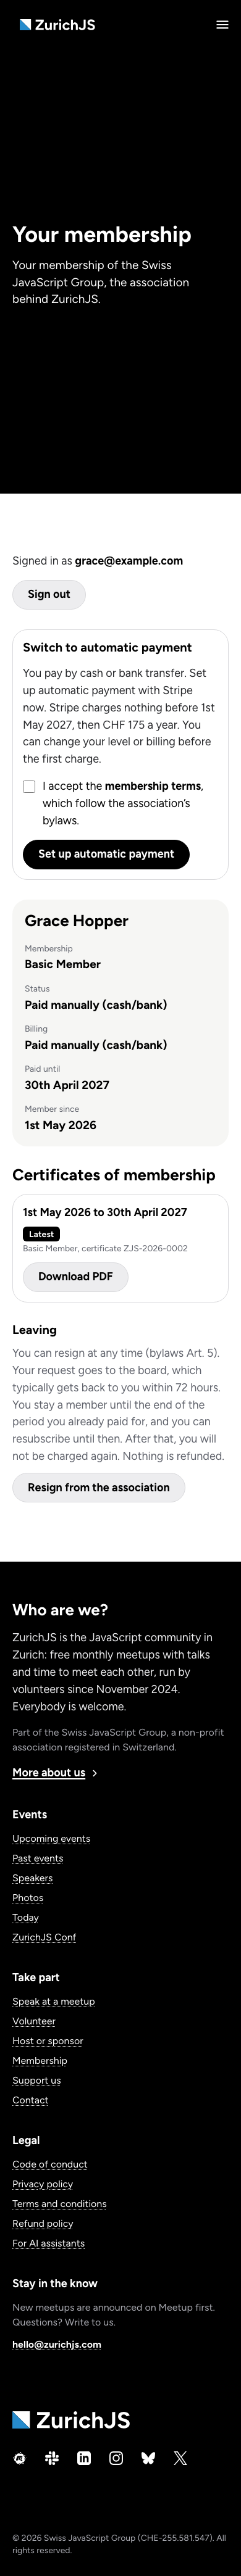 ZurichJS
Your membership
Your membership of the Swiss
JavaScript Group, the association
behind ZurichJS.
Signed in as grace@example.com
Sign out
Switch to automatic payment
You pay by cash or bank transfer. Set
up automatic payment with Stripe
now. Stripe charges nothing before 1st
May 2027, then CHF 175 a year. You
can change your level or billing before
the first charge.
I accept the membership terms,
which follow the association's
bylaws.
Set up automatic payment
Grace Hopper
Membership
Basic Member
Status
Paid manually (cash/bank)
Billing
Paid manually (cash/bank)
Paid until
30th April 2027
Member since
1st May 2026
Certificates of membership
1st May 2026 to 30th April 2027
Latest
Basic Member, certificate ZJS-2026-0002
Download PDF
Leaving
You can resign at any time (bylaws Art. 5).
Your request goes to the board, which
typically gets back to you within 72 hours.
You stay a member until the end of the
period you already paid for, and you can
resubscribe until then. After that, you will
not be charged again. Nothing is refunded.
Resign from the association
Who are we?
ZurichJS is the JavaScript community in
Zurich: free monthly meetups with talks
and time to meet each other, run by
volunteers since November 2024.
Everybody is welcome.
Part of the Swiss JavaScript Group, a non-profit
association registered in Switzerland.
More about us
Events
Upcoming events
Past events
Speakers
Photos
Today
ZurichJS Conf
Take part
Speak at a meetup
Volunteer
Host or sponsor
Membership
Support us
Contact
Legal
Code of conduct
Privacy policy
Terms and conditions
Refund policy
For AI assistants
Stay in the know
New meetups are announced on Meetup first.
Questions? Write to us.
hello@zurichjs.com
ZurichJS
© 2026 Swiss JavaScript Group (CHE-255.581.547). All
rights reserved.